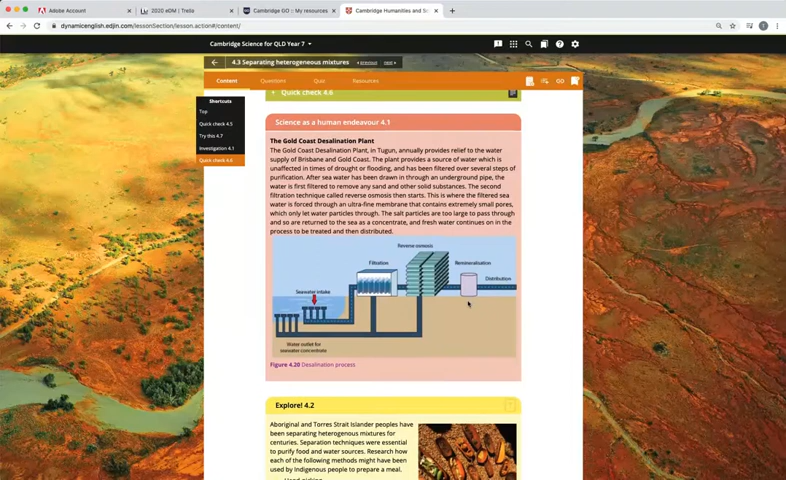 Adobe Account
2020 eDM | Trello
Cambridge GO :: My resources
Cambridge Humanities and So
dynamicenglish.edjin.com/lessonSection/lesson.action#/content/
Cambridge Science for QLD Year 7
4.3 Separating heterogeneous mixtures
previous
next
Content
Questions
Quiz
Resources
Shortcuts
Top
Quick check 4.5
Try this 4.7
Investigation 4.1
Quick check 4.6
Quick check 4.6
Science as a human endeavour 4.1
The Gold Coast Desalination Plant
The Gold Coast Desalination Plant, in Tugun, annually provides relief to the water
supply of Brisbane and Gold Coast. The plant provides a source of water which is
unaffected in times of drought or flooding, and has been filtered over several steps of
purification. After sea water has been drawn in through an underground pipe, the
water is first filtered to remove any sand and other solid substances. The second
filtration technique called reverse osmosis then starts. This is where the filtered sea
water is forced through an ultra-fine membrane that contains extremely small pores,
which only let water particles through. The salt particles are too large to pass through
and so are returned to the sea as a concentrate, and fresh water continues on in the
process to be treated and then distributed.
Reverse osmosis
Filtration
Remineralisation
Distribution
Seawater intake
Water outlet for
seawater concentrate
Figure 4.20 Desalination process
Explore! 4.2
Aboriginal and Torres Strait Islander peoples have
been separating heterogenous mixtures for
centuries. Separation techniques were essential
to purify food and water sources. Research how
each of the following methods might have been
used by Indigenous people to prepare a meal.
Hand picking